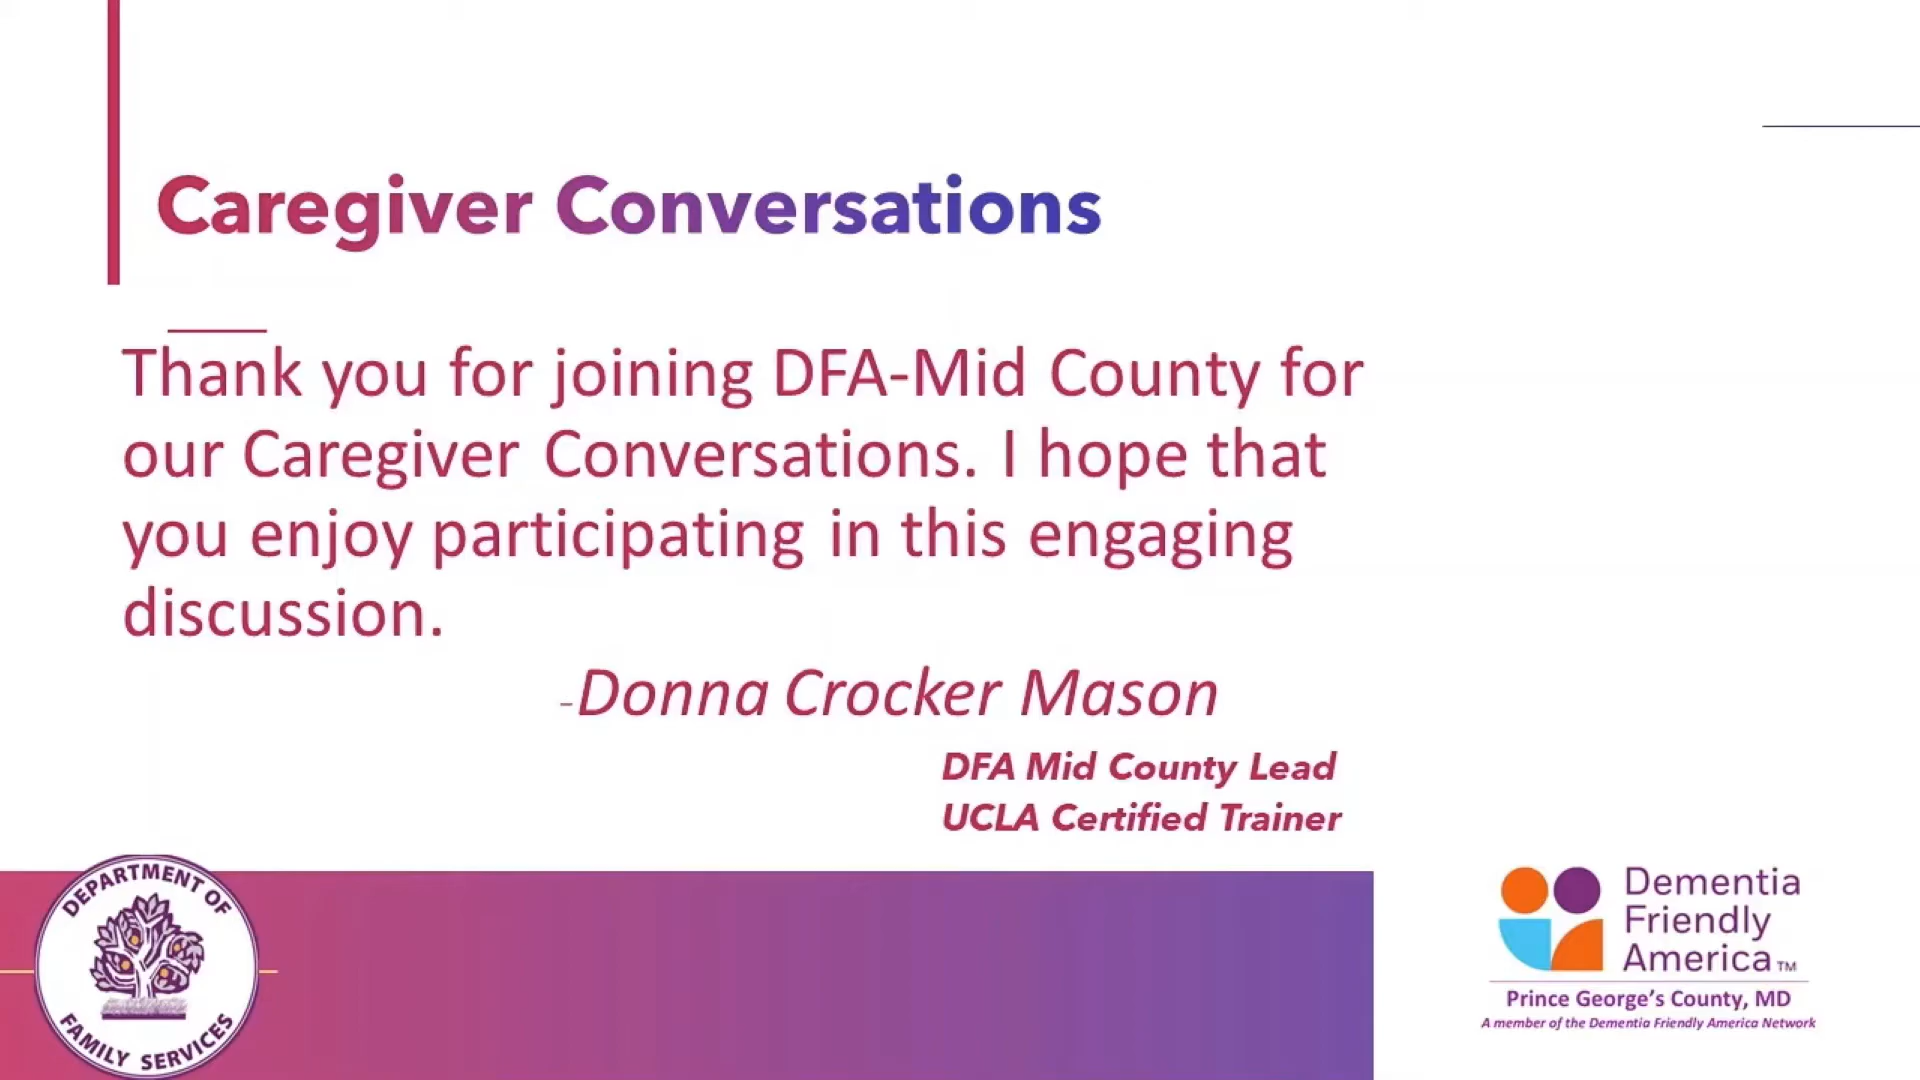 Caregiver Conversations
Thank you for joining DFA-Mid County for
our Caregiver Conversations. I hope that
you enjoy participating in this engaging
discussion.
-Donna Crocker Mason
DFA Mid County Lead
UCLA Certified Trainer
DEPARTMENT OF
FAMILY SERVICES
Dementia
Friendly
America TM
Prince George's County, MD
A member of the Dementia Friendly America Network